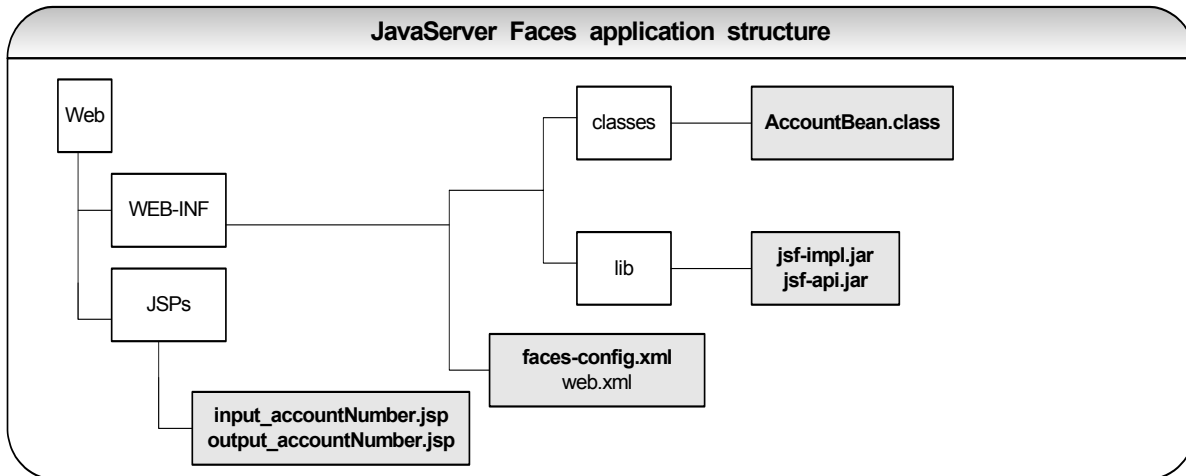 JavaServer Faces application structure
Web
WEB-INF
JSPs
input_accountNumber.jsp
output_accountNumber.jsp
classes
AccountBean.class
lib
jsf-impl.jar
jsf-api.jar
faces-config.xml
web.xml